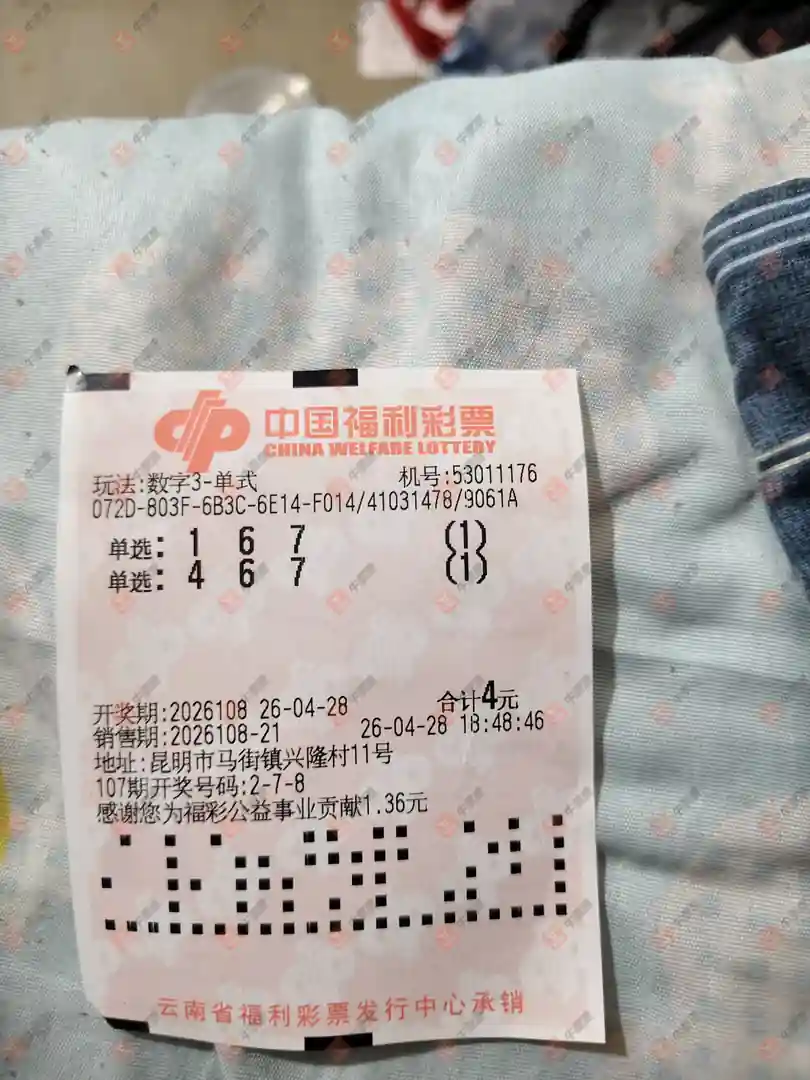 中国福利彩票
CHINA WELFARE LOTTERY
玩法:数字3-单式 机号:53011176
072D-803F-6B3C-6E14-F014/41031478/9061A
单选: 1 6 7 (1)
单选: 4 6 7 (1)
开奖期:2026108 26-04-28 合计4元
销售期:2026108-21 26-04-28 18:48:46
地址:昆明市马街镇兴隆村11号
107期开奖号码:2-7-8
感谢您为福彩公益事业贡献1.36元
云南省福利彩票发行中心承销